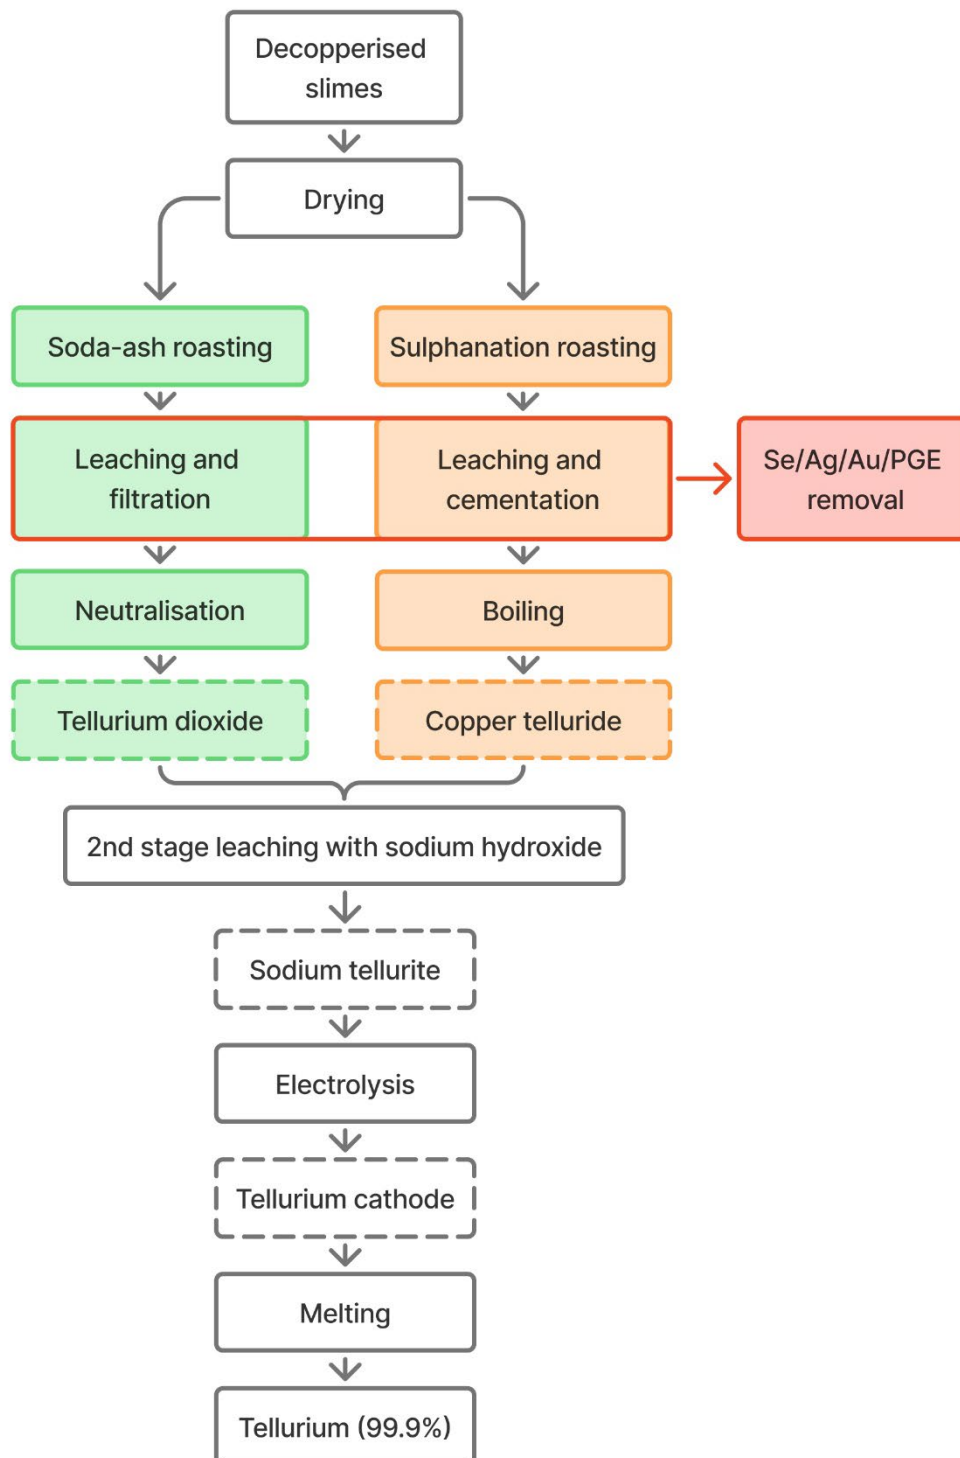 Decopperised
slimes
Drying
Soda-ash roasting
Sulphanation roasting
Leaching and
filtration
Leaching and
cementation
Se/Ag/Au/PGE
removal
Neutralisation
Boiling
Tellurium dioxide
Copper telluride
2nd stage leaching with sodium hydroxide
Sodium tellurite
Electrolysis
Tellurium cathode
Melting
Tellurium (99.9%)